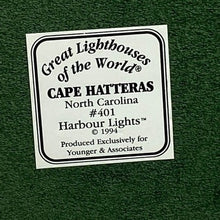 Great Lighthouses
of the World®
CAPE HATTERAS
North Carolina
#401
Harbour Lights™
© 1994
Produced Exclusively for
Younger & Associates